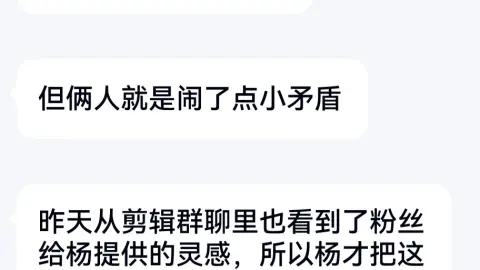 但俩人就是闹了点小矛盾
昨天从剪辑群聊里也看到了粉丝
给杨提供的灵感，所以杨才把这